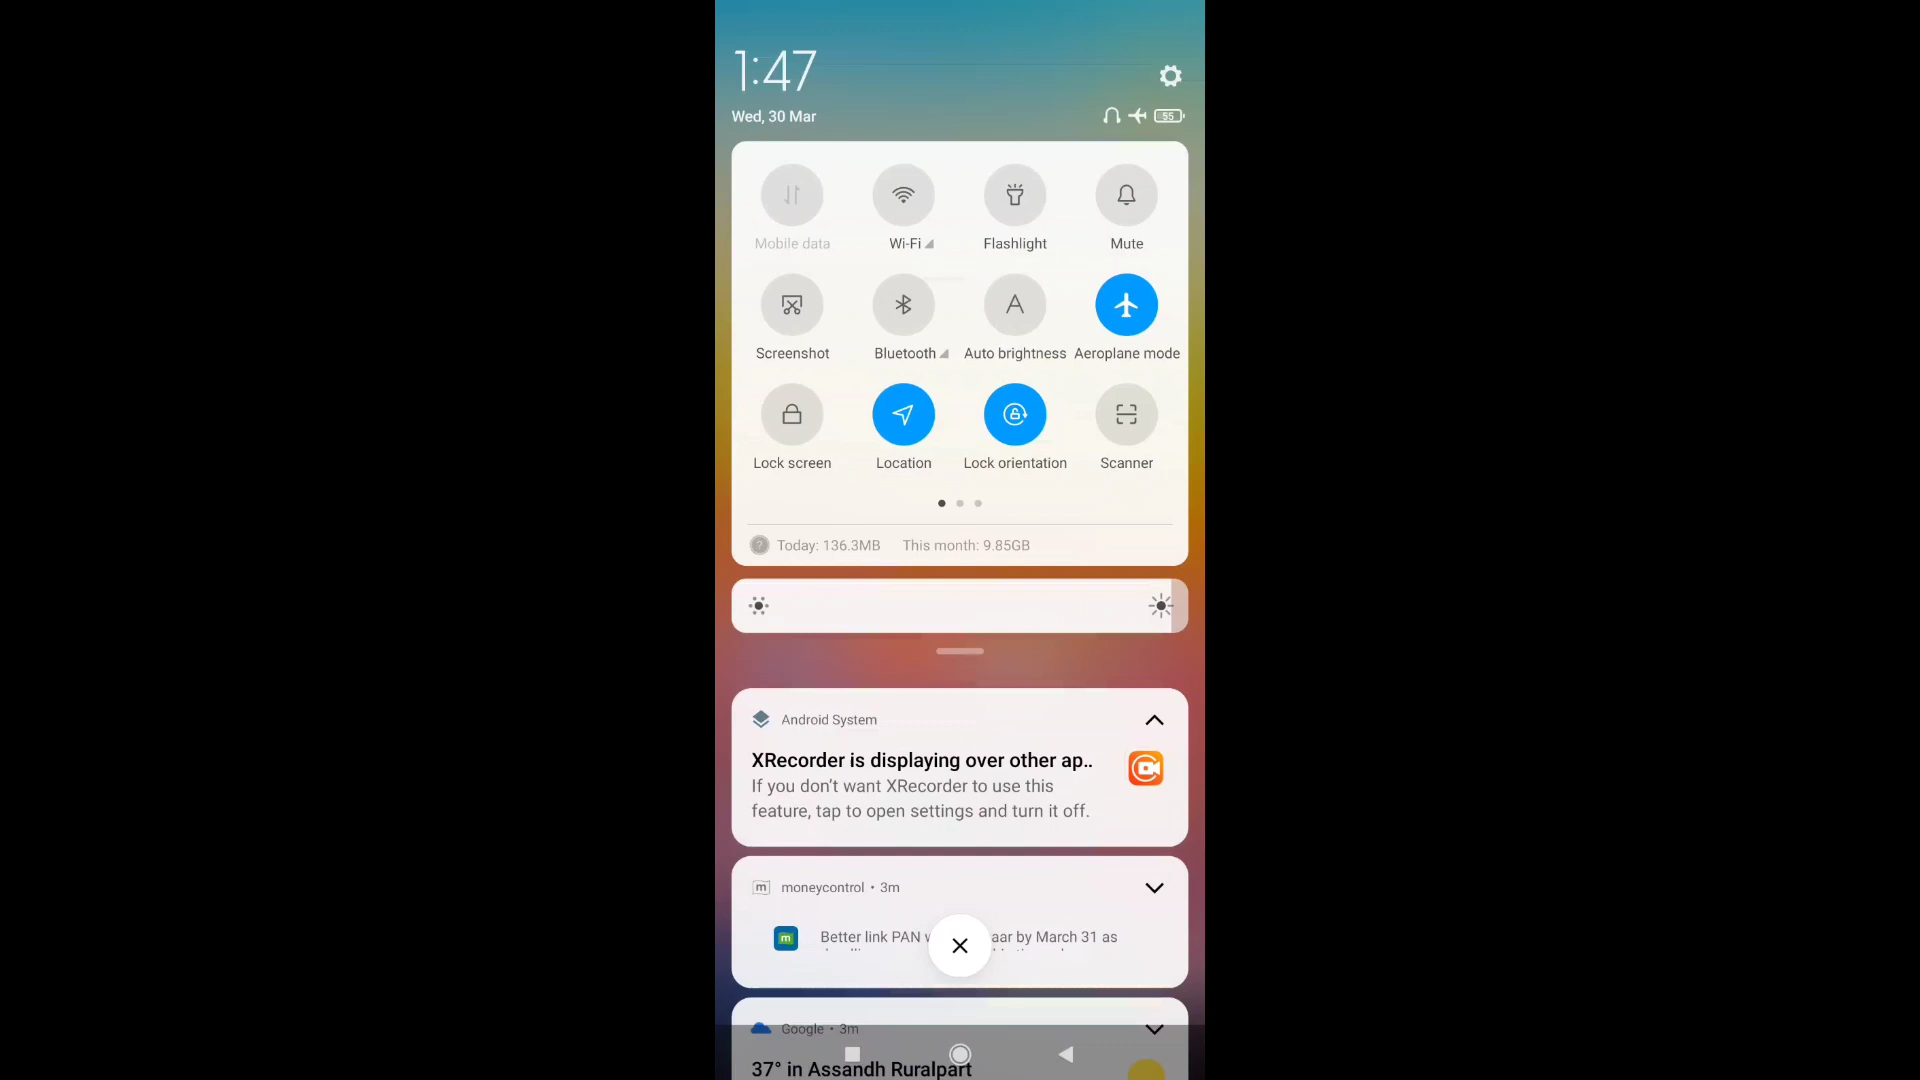 1:47
Wed, 30 Mar
55
Mobile data
Wi-Fi
Flashlight
Mute
A
Screenshot
Bluetooth
Auto brightness
Aeroplane mode
Lock screen
Location
Lock orientation
Scanner
? Today: 136.3MB This month: 9.85GB
Android System
XRecorder is displaying over other ap..
If you don't want XRecorder to use this
feature, tap to open settings and turn it off.
m moneycontrol • 3m
m Better link PAN aar by March 31 as
Google • 3m
37° in Assandh Ruralpart